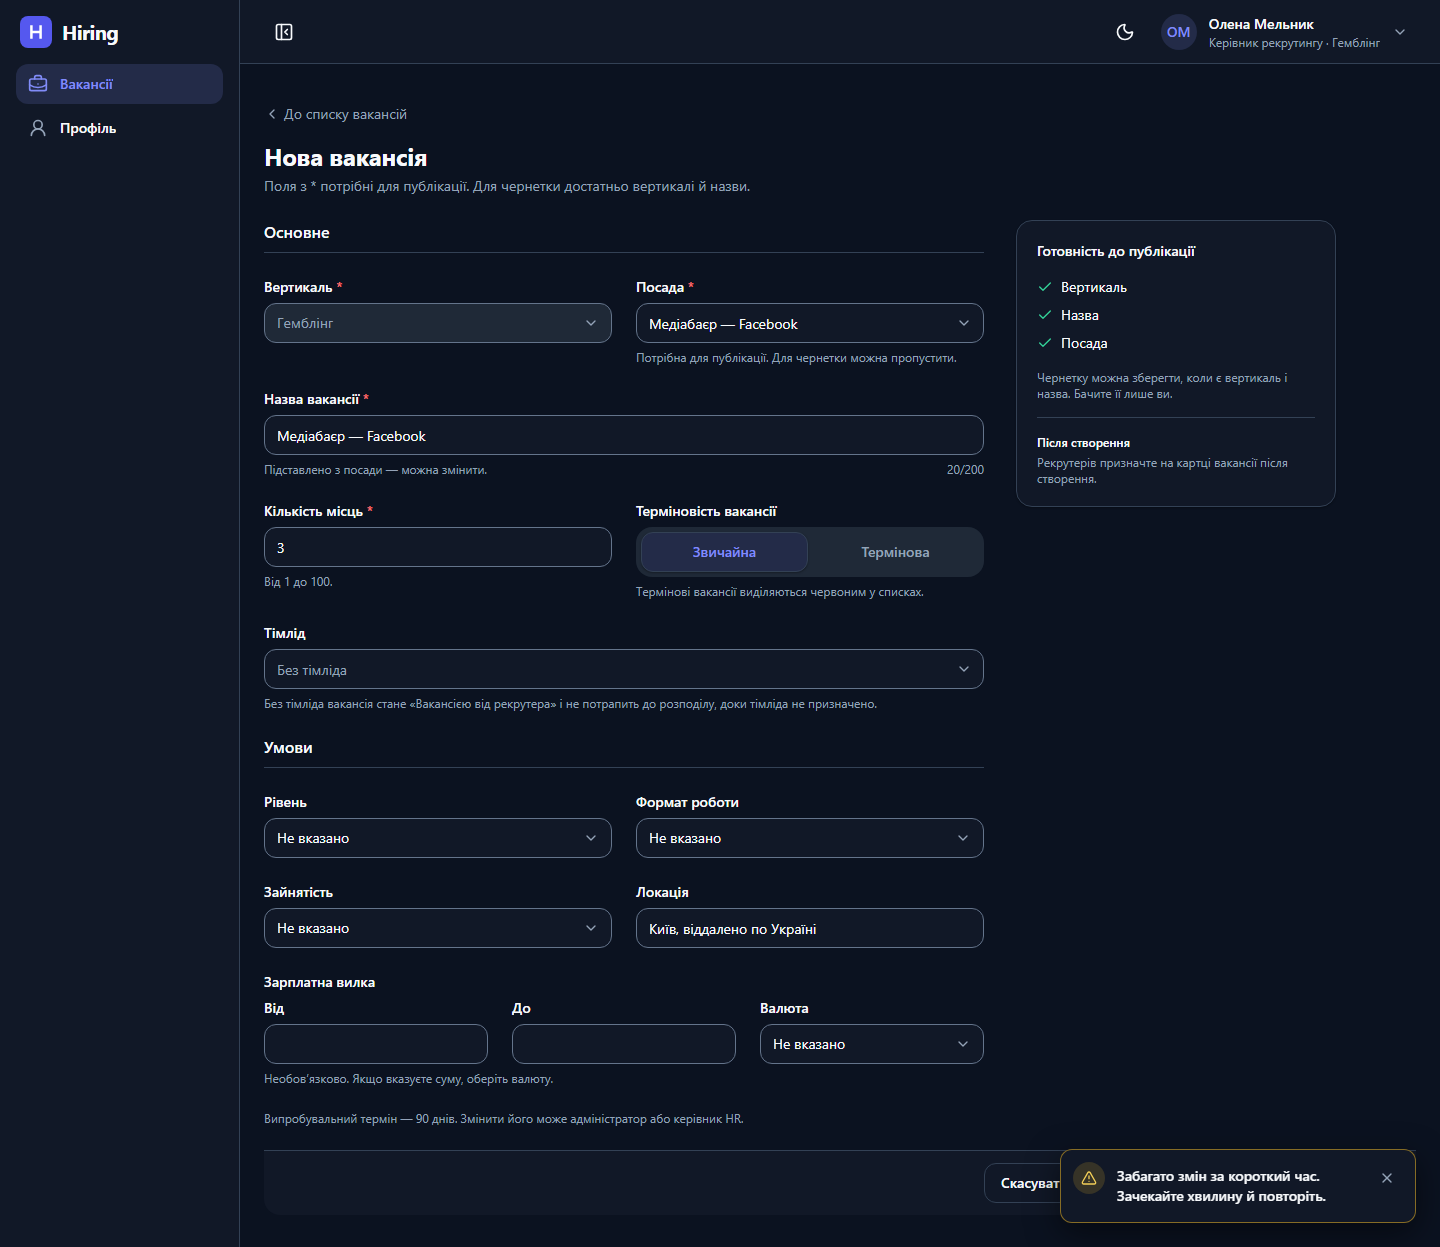 H Hiring
Вакансії
Профіль
ОМ
Олена Мельник
Керівник рекрутингу · Гемблінг
До списку вакансій
Нова вакансія
Поля з * потрібні для публікації. Для чернетки достатньо вертикалі й назви.
Основне
Вертикаль *
Гемблінг
Посада *
Медіабаєр — Facebook
Потрібна для публікації. Для чернетки можна пропустити.
Назва вакансії *
Медіабаєр — Facebook
Підставлено з посади — можна змінити.
20/200
Кількість місць *
3
Від 1 до 100.
Терміновість вакансії
Звичайна
Термінова
Термінові вакансії виділяються червоним у списках.
Тімлід
Без тімліда
Без тімліда вакансія стане «Вакансією від рекрутера» і не потрапить до розподілу, доки тімліда не призначено.
Умови
Рівень
Не вказано
Формат роботи
Не вказано
Зайнятість
Не вказано
Локація
Київ, віддалено по Україні
Зарплатна вилка
Від
До
Валюта
Не вказано
Необов'язково. Якщо вказуєте суму, оберіть валюту.
Випробувальний термін — 90 днів. Змінити його може адміністратор або керівник HR.
Скасуват
Готовність до публікації
Вертикаль
Назва
Посада
Чернетку можна зберегти, коли є вертикаль і
назва. Бачите її лише ви.
Після створення
Рекрутерів призначте на картці вакансії після
створення.
Забагато змін за короткий час.
Зачекайте хвилину й повторіть.